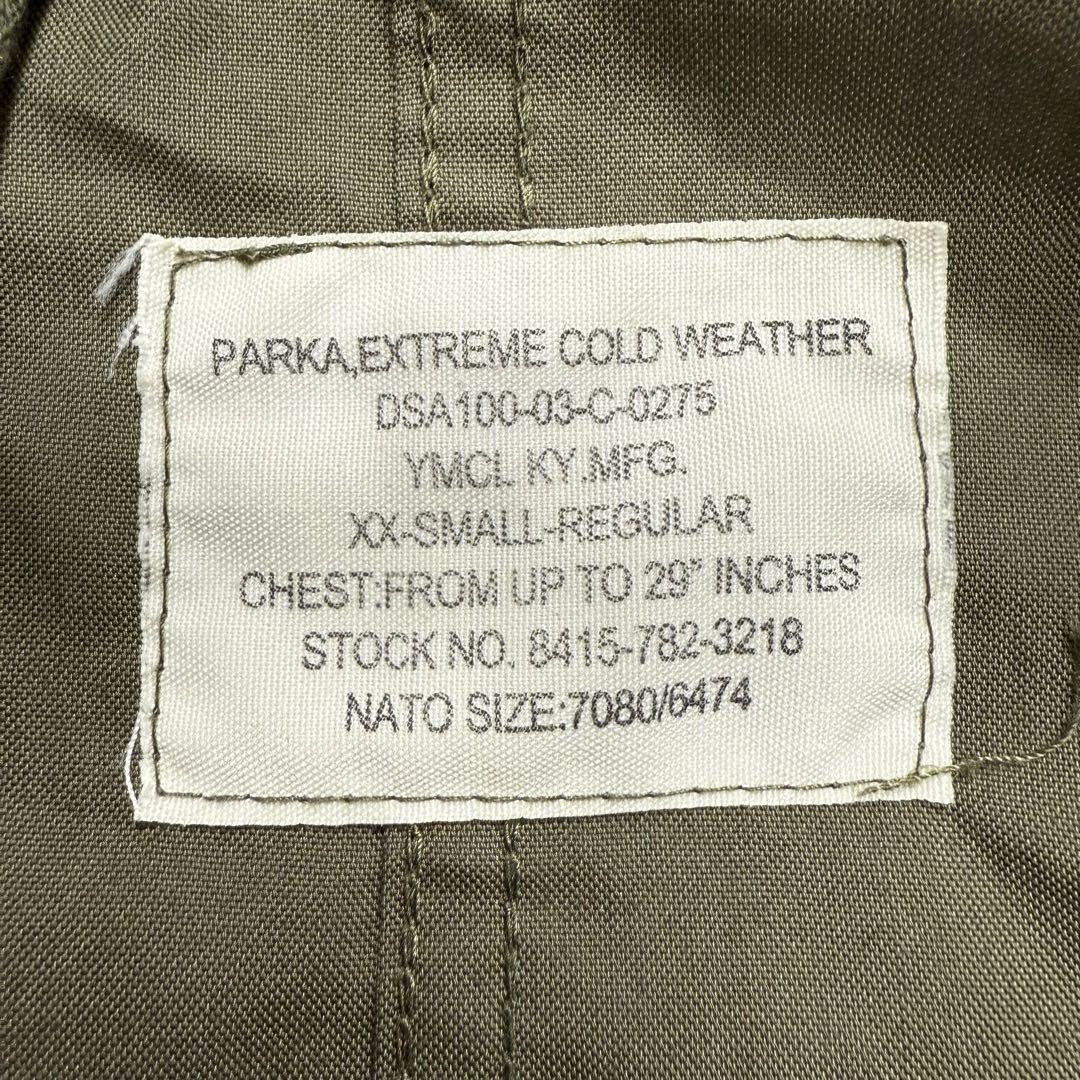 PARKA,EXTREME COLD WEATHER
DSA100-03-C-0275
YMCL KY.MFG.
XX-SMALL-REGULAR
CHEST:FROM UP TO 29" INCHES
STOCK NO. 8415-782-3218
NATO SIZE:7080/6474